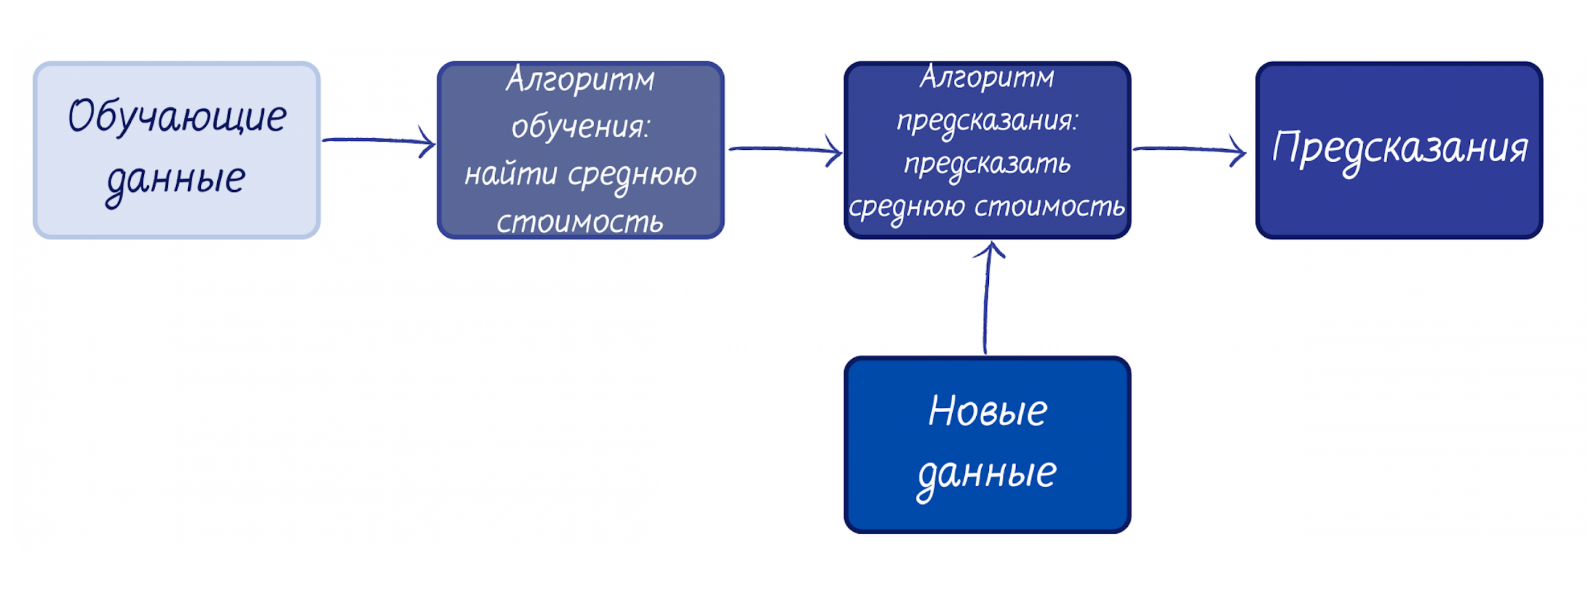 Обучающие
данные
Алгоритм
обучения:
найти среднюю
стоимость
Алгоритм
предсказания:
предсказать
среднюю стоимость
Предсказания
Новые
данные